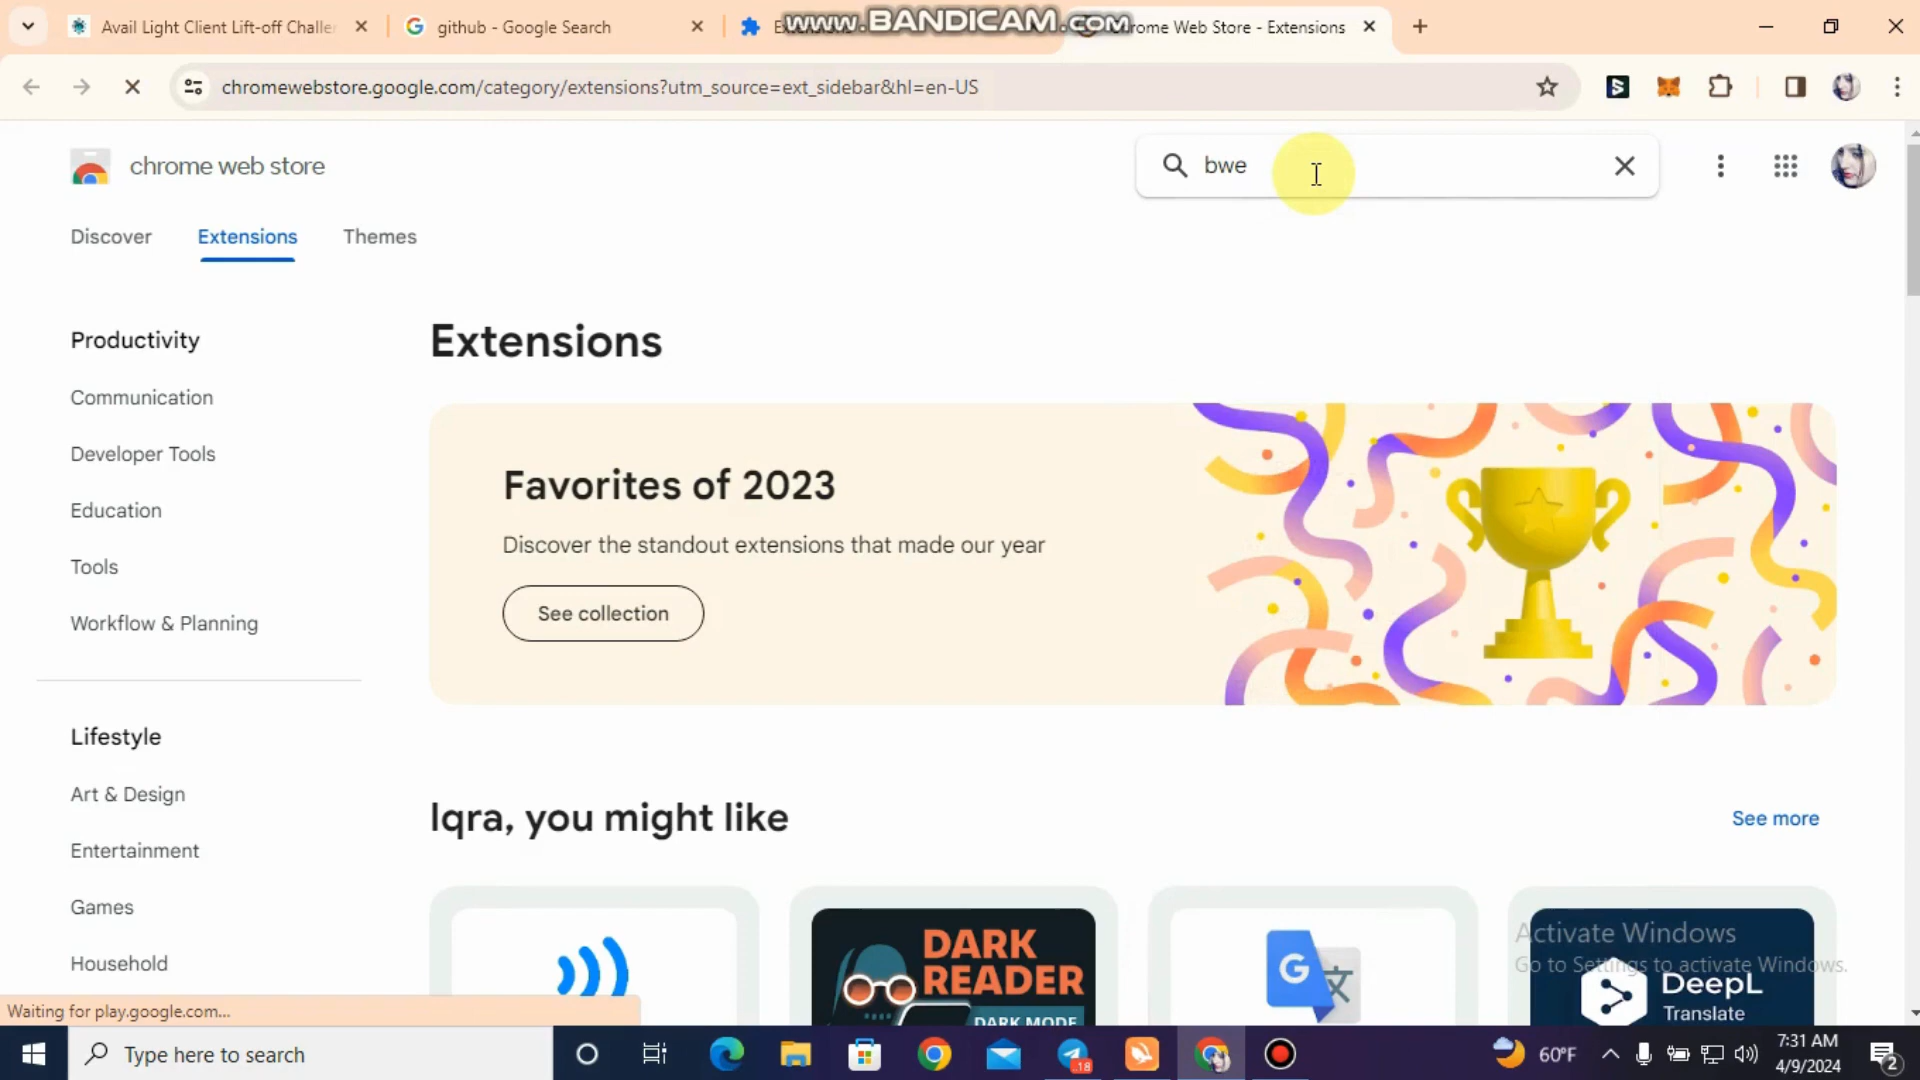 Avail Light Client Lift-off Challe
github - Google Search
www.BANDICAM.com
Chrome Web Store - Extensions
chromewebstore.google.com/category/extensions?utm_source=ext_sidebar&hl=en-US
chrome web store
bwe
Discover
Extensions
Themes
Productivity
Communication
Developer Tools
Education
Tools
Workflow & Planning
Lifestyle
Art & Design
Entertainment
Games
Household
Extensions
Favorites of 2023
Discover the standout extensions that made our year
See collection
Iqra, you might like
See more
DARK
READER
DARK MODE
G
DeepL
Translate
Activate Windows
Go to Settings to activate Windows.
Waiting for play.google.com...
Type here to search
18
60°F
7:31 AM
4/9/2024
2